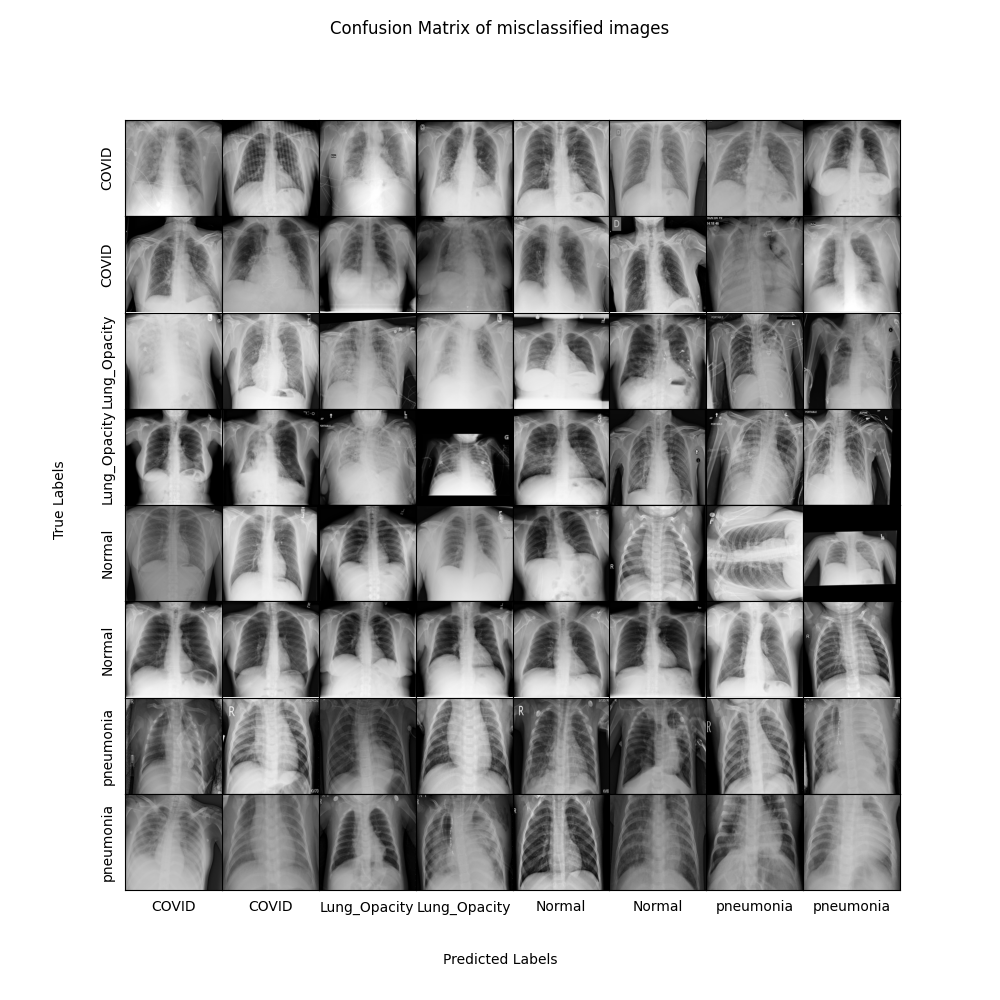 Confusion Matrix of misclassified images
True Labels
COVID
COVID
Lung_Opacity
Lung_Opacity
Normal
Normal
pneumonia
pneumonia
R
R
R
D
COVID COVID Lung_Opacity Lung_Opacity Normal Normal pneumonia pneumonia
Predicted Labels